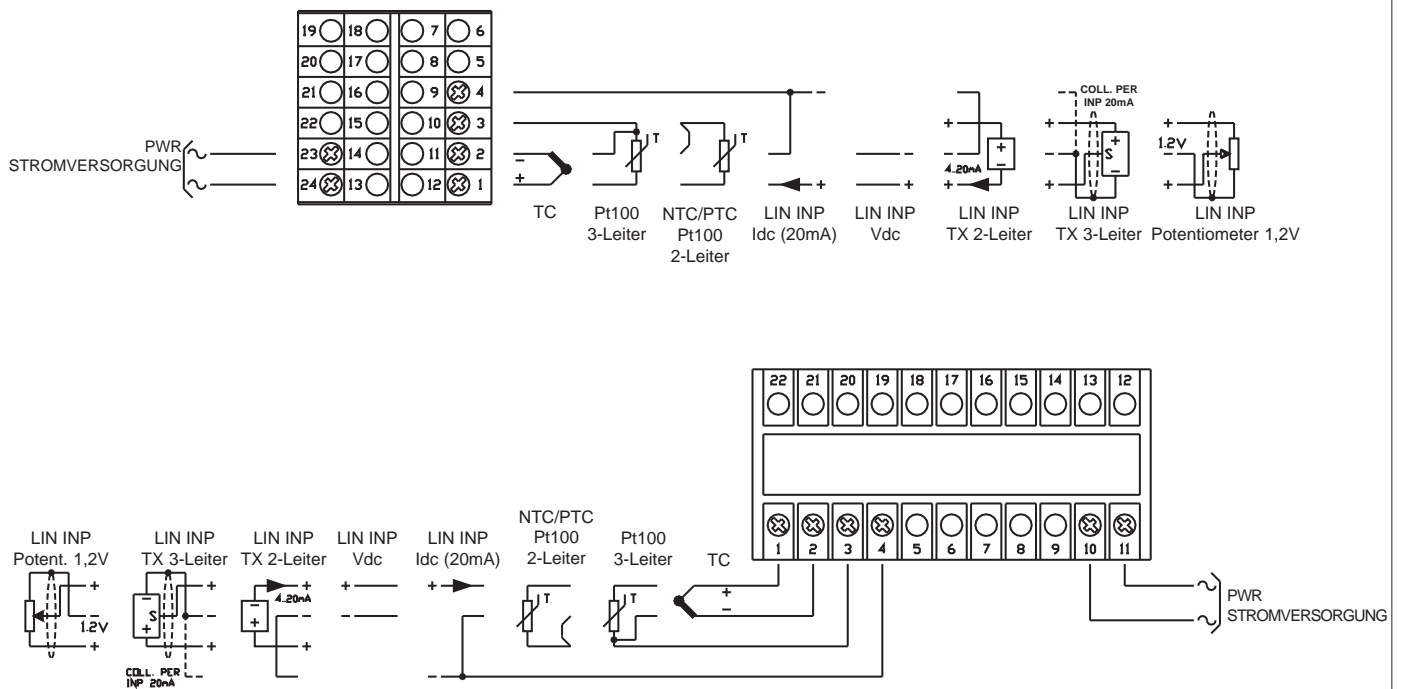 19 18 7 6
20 17 8 5
21 16 9 4
22 15 10 3
23 14 11 2
24 13 12 1
PWR
STROMVERSORGUNG
TC
Pt100
3-Leiter
T
NTC/PTC
Pt100
2-Leiter
T
LIN INP
Idc (20mA)
LIN INP
Vdc
4..20mA
LIN INP
TX 2-Leiter
COLL. PER
INP 20mA
S
LIN INP
TX 3-Leiter
1.2V
LIN INP
Potentiometer 1,2V
22 21 20 19 18 17 16 15 14 13 12
1 2 3 4 5 6 7 8 9 10 11
LIN INP
Potent. 1,2V
1.2V
LIN INP
TX 3-Leiter
S
COLL. PER
INP 20mA
LIN INP
TX 2-Leiter
4..20mA
LIN INP
Vdc
LIN INP
Idc (20mA)
NTC/PTC
Pt100
2-Leiter
T
Pt100
3-Leiter
T
TC
PWR
STROMVERSORGUNG